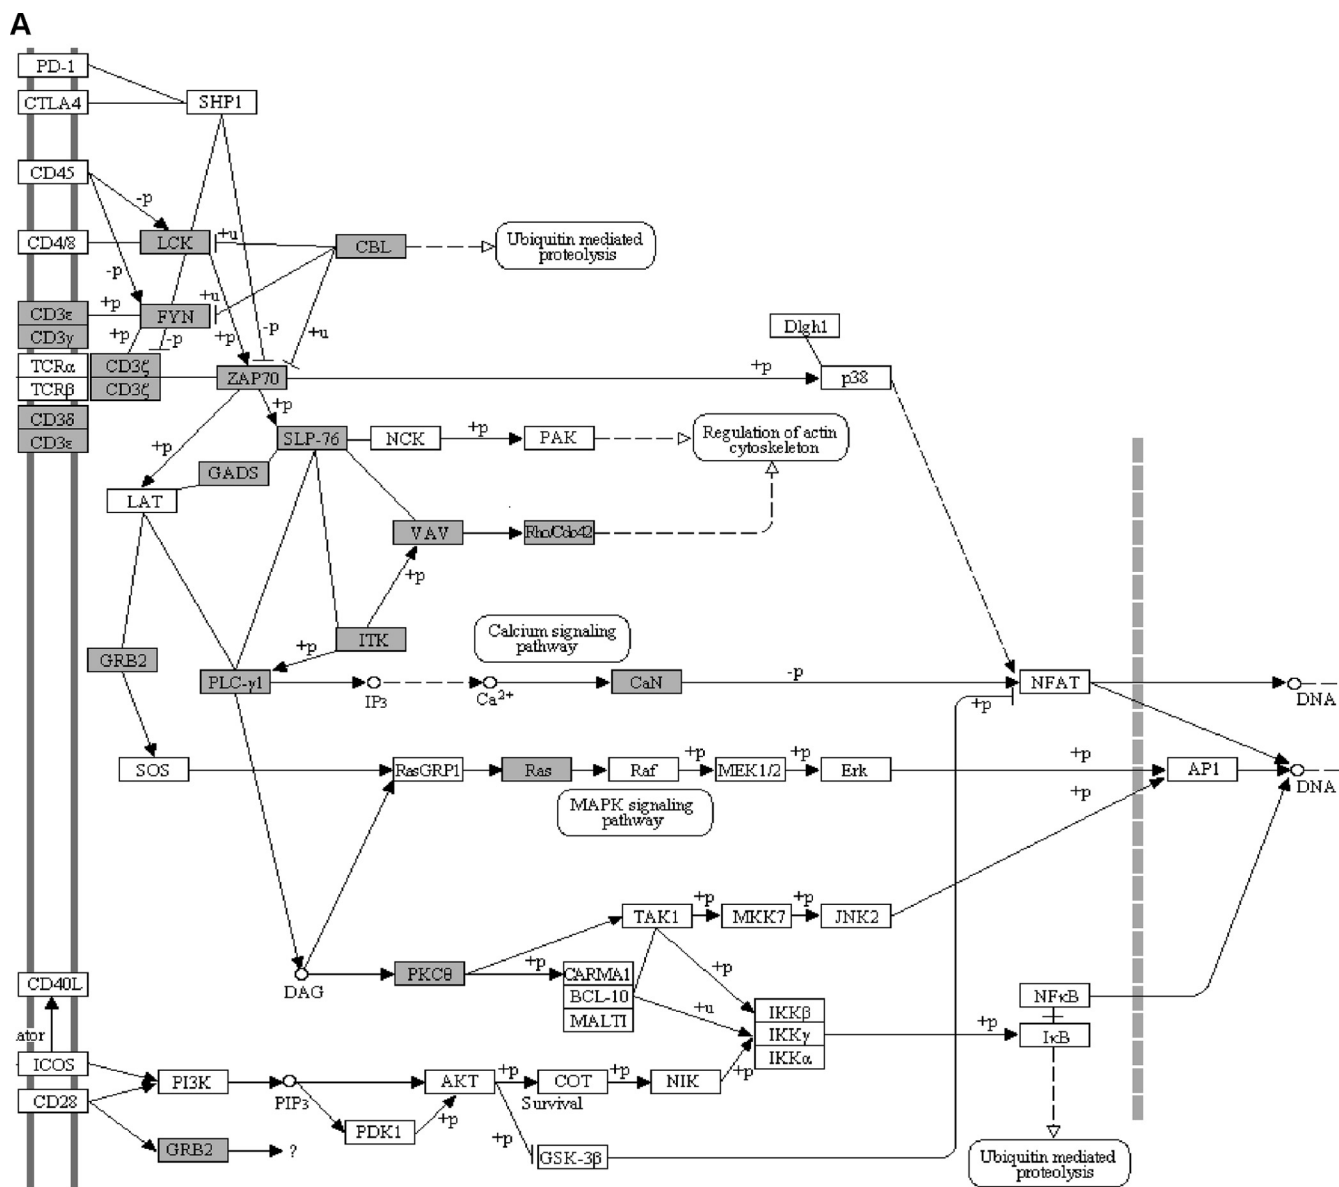 A
PD-1
CTLA4
SHP1
CD45
-p
CD4/8
LCK
+u
CBL
Ubiquitin mediated
proteolysis
-p
CD3ε
+p
FYN
+u
CD3γ
+p
-p
+p
-p
+u
Dlgh1
TCRα
CD3ζ
ZAP70
+p
p38
TCRβ
CD3ζ
CD3δ
+p
CD3ε
+p
SLP-76
NCK
+p
PAK
Regulation of actin
cytoskeleton
GADS
LAT
VAV
Rho/Cdc42
+p
ITK
Calcium signaling
pathway
GRB2
+p
PLC-γ1
IP3
Ca2+
CaN
-p
NFAT
+p
DNA
SOS
RasGRP1
Ras
Raf
+p
MEK1/2
+p
Erk
+p
AP1
DNA
MAPK signaling
pathway
+p
TAK1
+p
MKK7
+p
JNK2
CD40L
DAG
PKCθ
+p
CARMA1
BCL-10
MALT1
+p
+u
IKKβ
IKKγ
IKKα
+p
NFκB
IκB
ator
ICOS
CD28
PI3K
PIP3
AKT
+p
COT
Survival
+p
NIK
+p
PDK1
+p
+p
GSK-3β
GRB2
?
Ubiquitin mediated
proteolysis